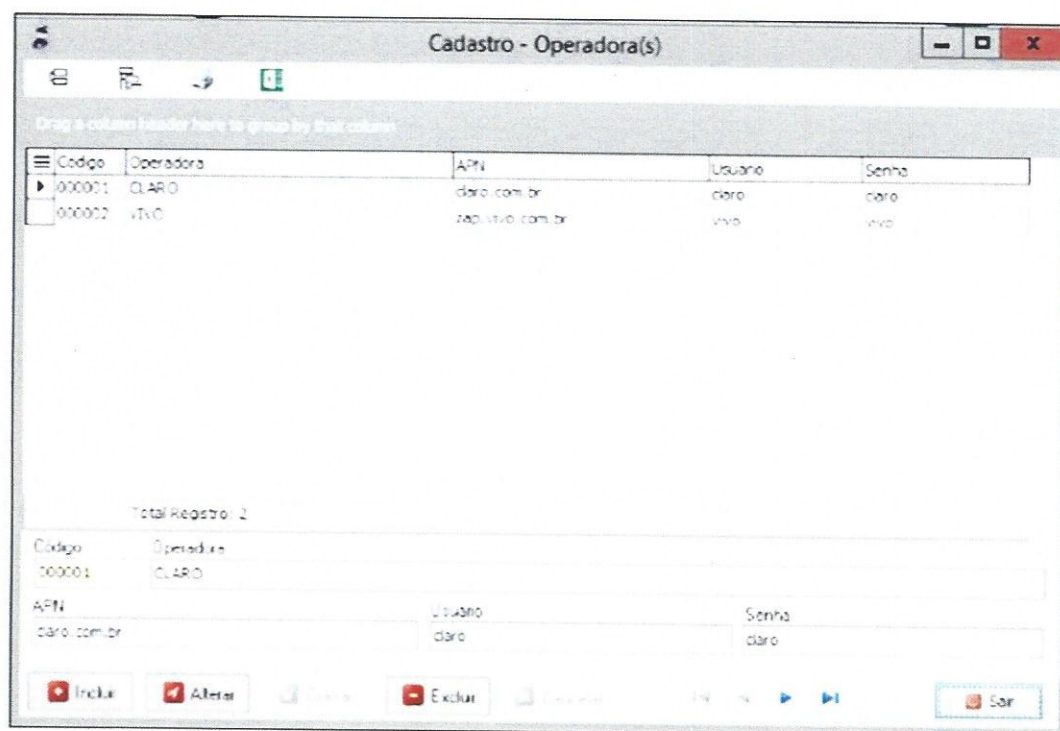 Cadastro - Operadora(s)
Drag a column header here to group by that column
Codigo Operadora APN Usuario Senha
000001 CLARO claro.com.br claro claro
000002 VIVO zap.vivo.com.br vivo vivo
Total Registro: 2
Código Operadora
000001 CLARO
APN Usuário Senha
claro.com.br claro claro
Incluir Alterar Excluir Cancelar Sair